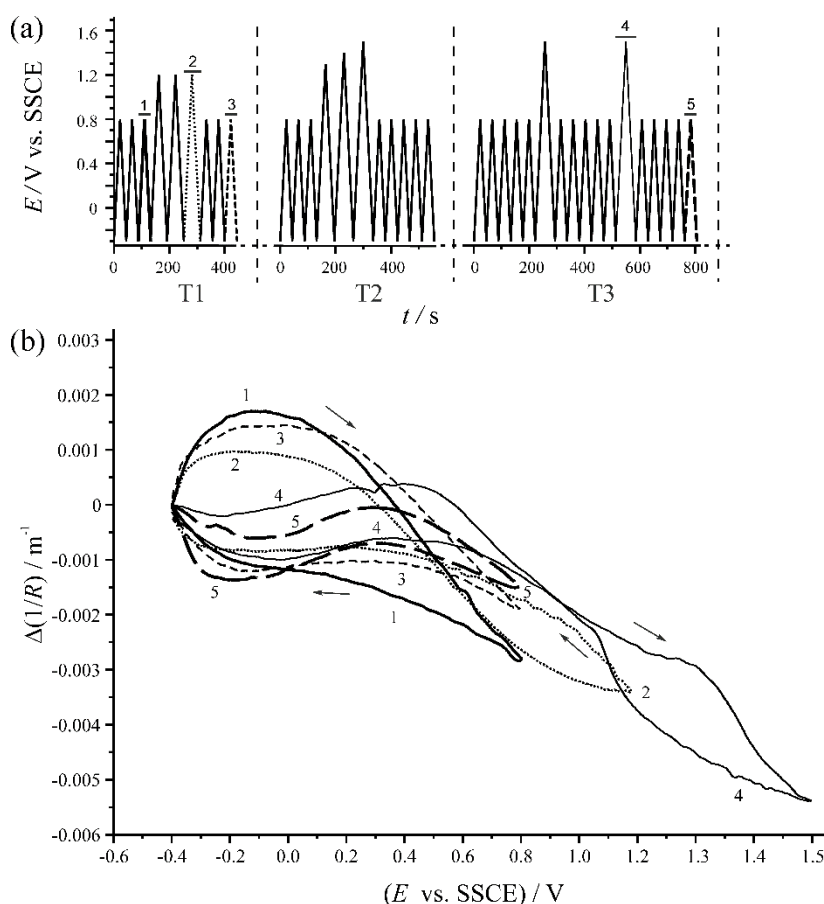 (a)
E / V vs. SSCE
1.6
1.2
0.8
0.4
0
1
2
3
4
5
0 200 400
0 200 400
0 200 400 600 800
T1 T2 T3
t / s
(b)
Δ(1/R) / m⁻¹
0.003
0.002
0.001
0
-0.001
-0.002
-0.003
-0.004
-0.005
-0.006
1
3
2
4
5
4
3
5
1
5
2
4
-0.6 -0.4 -0.2 0.0 0.2 0.4 0.6 0.8 1.0 1.2 1.4 1.5
(E vs. SSCE) / V